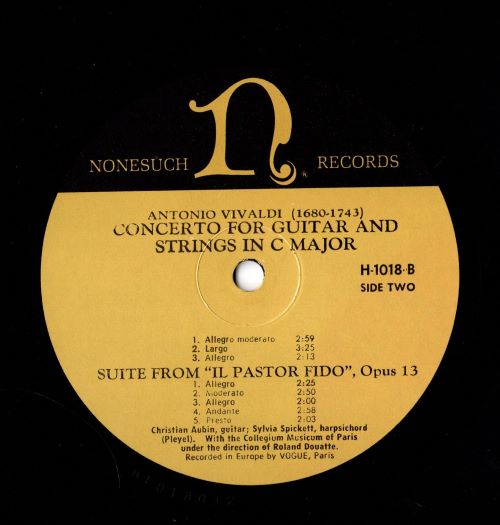 n
NONESUCH RECORDS
ANTONIO VIVALDI (1680-1743)
CONCERTO FOR GUITAR AND
STRINGS IN C MAJOR
H-1018-B
SIDE TWO
1. Allegro moderato 2:59
2. Largo 3:25
3. Allegro 2:13
SUITE FROM "IL PASTOR FIDO", Opus 13
1. Allegro 2:25
2. Moderato 2:50
3. Allegro 2:00
4. Andante 2:58
5. Presto 2:03
Christian Aubin, guitar; Sylvia Spickett, harpsichord
(Pleyel). With the Collegium Musicum of Paris
under the direction of Roland Douatte.
Recorded in Europe by VOGUE, Paris